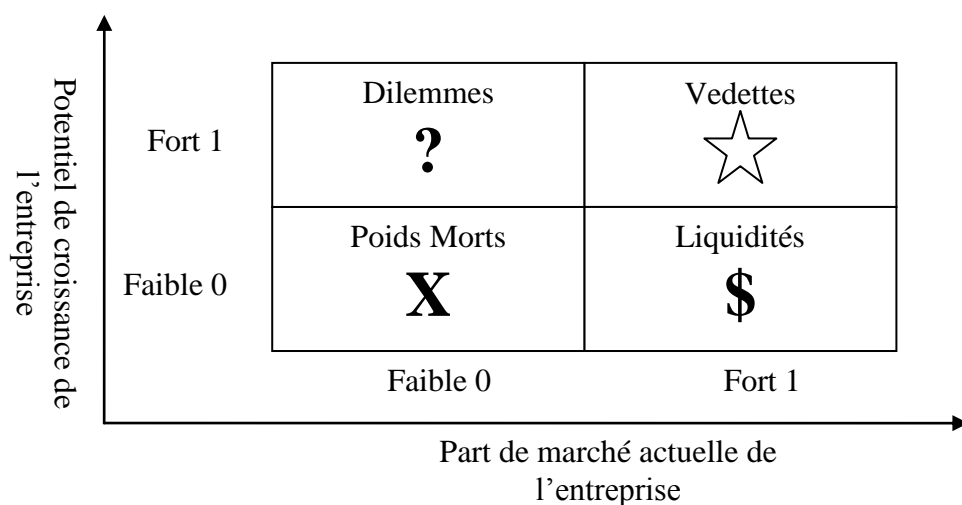 Potentiel de croissance de
l’entreprise
Dilemmes
Vedettes
Fort 1
?
Poids Morts
Liquidités
Faible 0
X
$
Faible 0
Fort 1
Part de marché actuelle de
l’entreprise